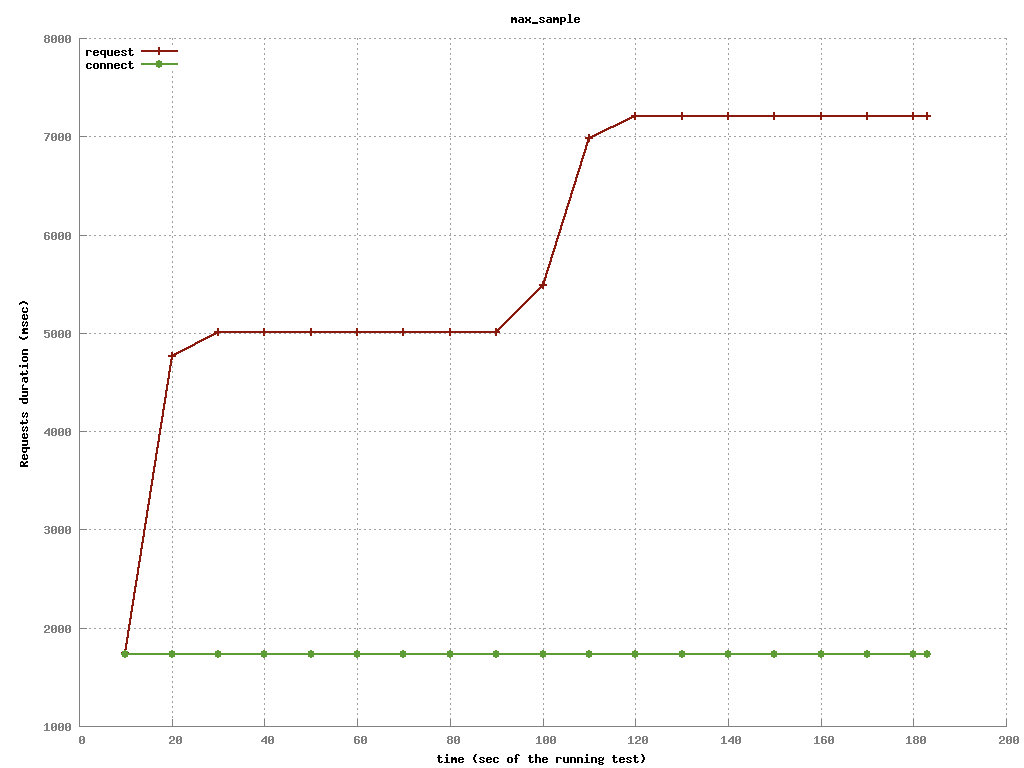 max_sample
request
connect
8000
7000
6000
5000
4000
3000
2000
1000
Requests duration (msec)
0 20 40 60 80 100 120 140 160 180 200
time (sec of the running test)